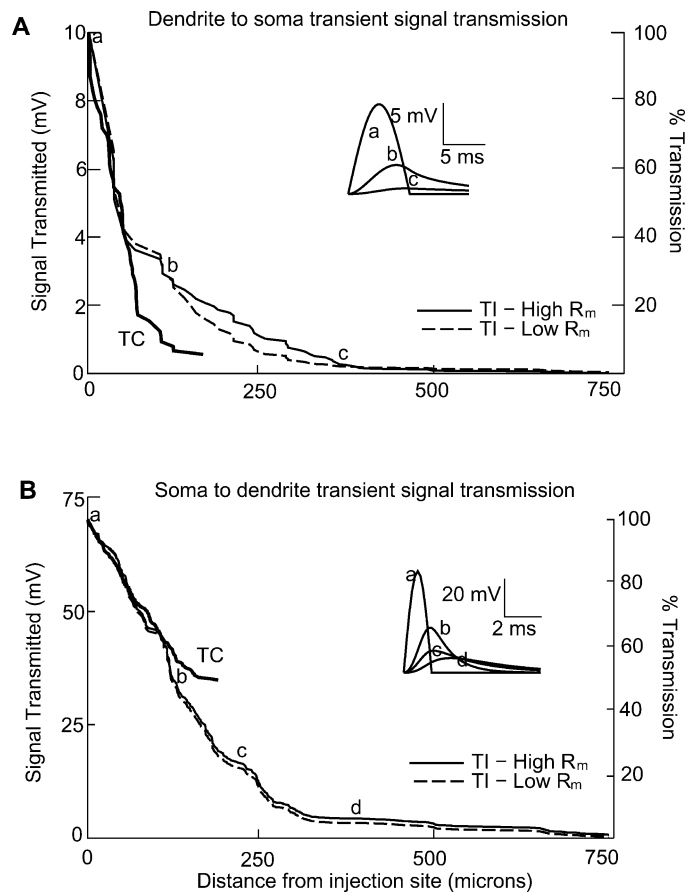 A
Dendrite to soma transient signal transmission
Signal Transmitted (mV)
10
8
6
4
2
0
% Transmission
100
80
60
40
20
a
b
c
TC
a
b
c
5 mV
5 ms
TI − High Rm
TI − Low Rm
0
250
500
750
B
Soma to dendrite transient signal transmission
Signal Transmitted (mV)
75
50
25
0
% Transmission
100
80
60
40
20
a
b
c
d
TC
a
b
c
d
20 mV
2 ms
TI − High Rm
TI − Low Rm
0
250
500
750
Distance from injection site (microns)